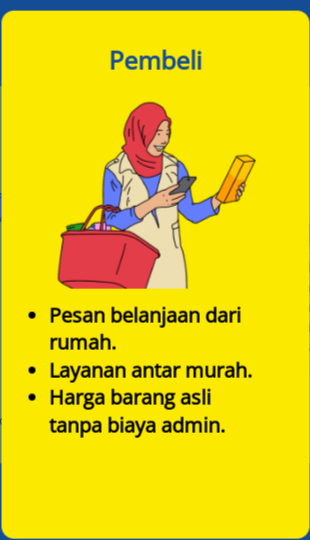 Pembeli
• Pesan belanjaan dari
rumah.
• Layanan antar murah.
• Harga barang asli
tanpa biaya admin.